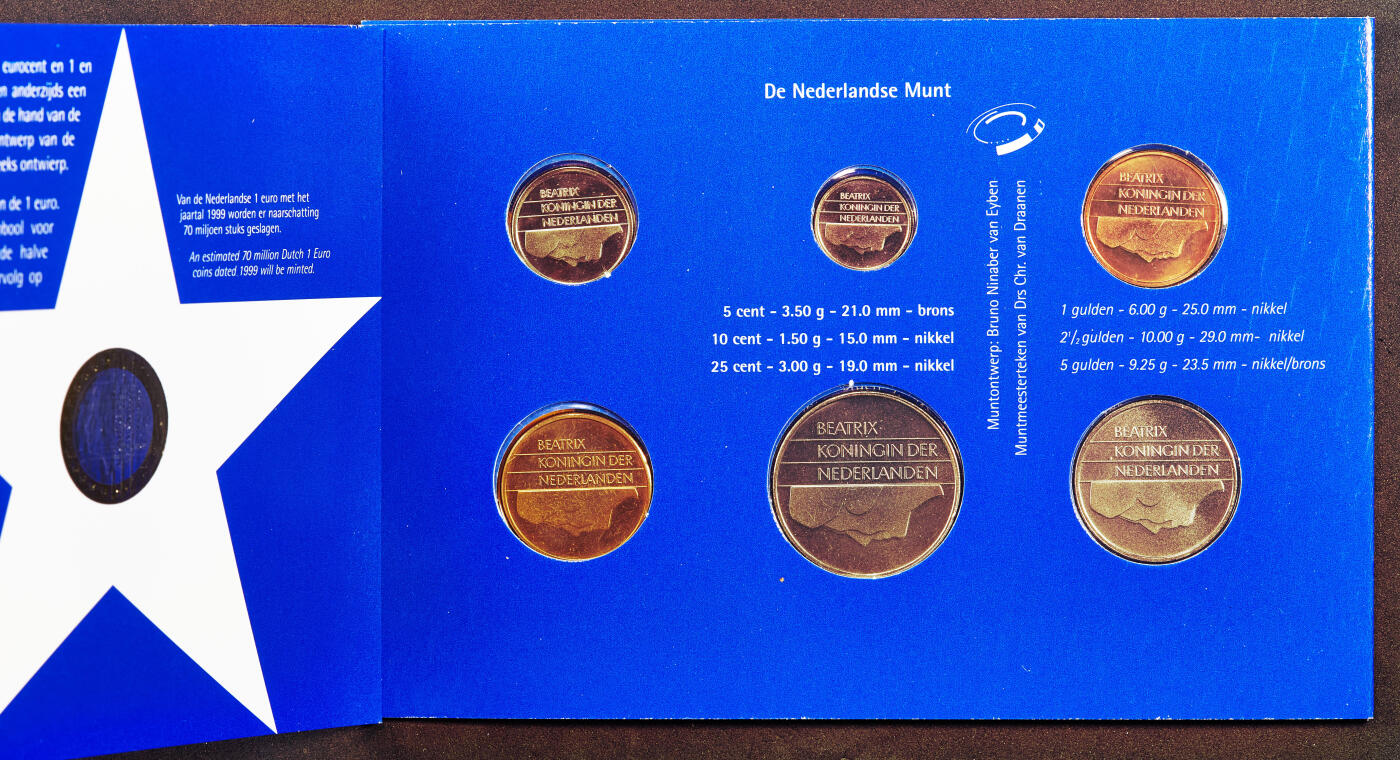 eurocent en 1 en
anderzijds een
de hand van de
ntwerp van de
eks ontwierp.
n de 1 euro.
bool voor
de halve
rvolg op
Van de Nederlandse 1 euro met het
jaartal 1999 worden er naarschatting
70 miljoen stuks geslagen.
An estimated 70 million Dutch 1 Euro
coins dated 1999 will be minted.
De Nederlandse Munt
BEATRIX
KONINGIN DER
NEDERLANDEN
BEATRIX
KONINGIN DER
NEDERLANDEN
BEATRIX
KONINGIN DER
NEDERLANDEN
5 cent - 3.50 g - 21.0 mm - brons
10 cent - 1.50 g - 15.0 mm - nikkel
25 cent - 3.00 g - 19.0 mm - nikkel
Muntontwerp: Bruno Ninaber van Eyben
Muntmeesterteken van Drs Chr. van Draanen
1 gulden - 6.00 g - 25.0 mm - nikkel
2½ gulden - 10.00 g - 29.0 mm- nikkel
5 gulden - 9.25 g - 23.5 mm - nikkel/brons
BEATRIX
KONINGIN DER
NEDERLANDEN
BEATRIX
KONINGIN DER
NEDERLANDEN
BEATRIX
KONINGIN DER
NEDERLANDEN